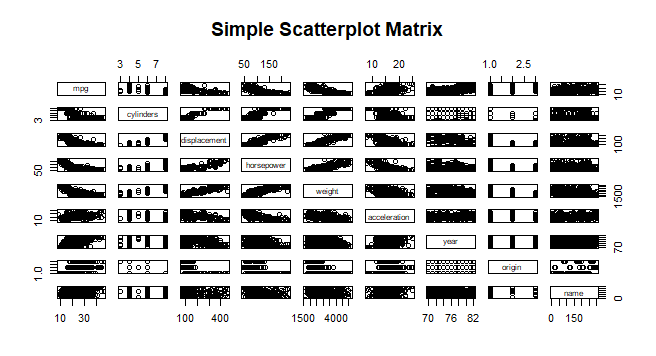 Simple Scatterplot Matrix
3 5 7 50 150 10 20 1.0 2.5
mpg 10
3 cylinders
displacement 100
50 horsepower
weight 1500
10 acceleration
year 70
1.0 origin
name 0
10 30 100 400 1500 4000 70 76 82 0 150